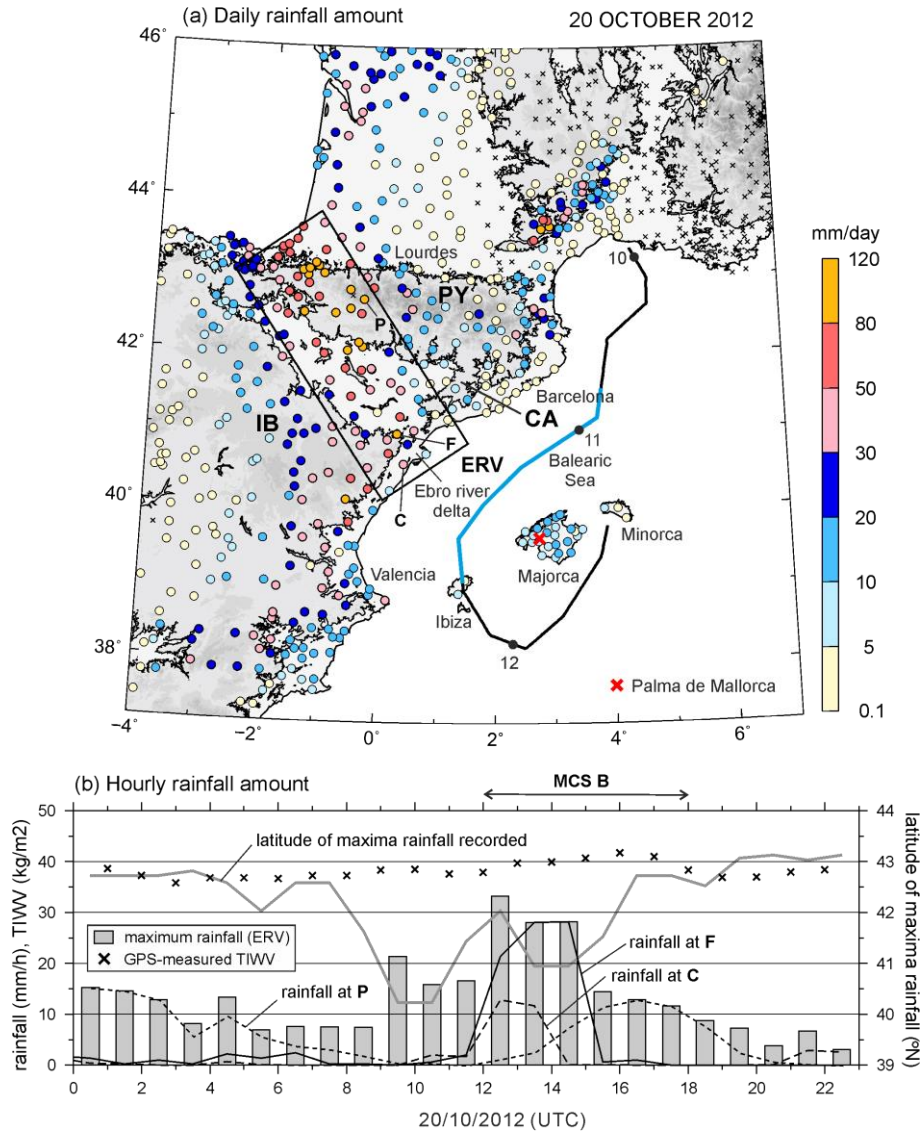 (a) Daily rainfall amount
20 OCTOBER 2012
46°
44°
42°
40°
38°
−4°
−2°
0°
2°
4°
6°
Lourdes
PY
P
10
Barcelona
CA
IB
F
11
ERV
Balearic
Sea
Ebro river
delta
C
Minorca
Majorca
Valencia
Ibiza
12
Palma de Mallorca
mm/day
120
80
50
30
20
10
5
0.1
(b) Hourly rainfall amount
MCS B
50
40
30
20
10
0
rainfall (mm/h), TIWV (kg/m2)
latitude of maxima rainfall recorded
maximum rainfall (ERV)
GPS-measured TIWV
rainfall at P
rainfall at F
rainfall at C
44
43
42
41
40
39
latitude of maxima rainfall (ºN)
0 2 4 6 8 10 12 14 16 18 20 22
20/10/2012 (UTC)